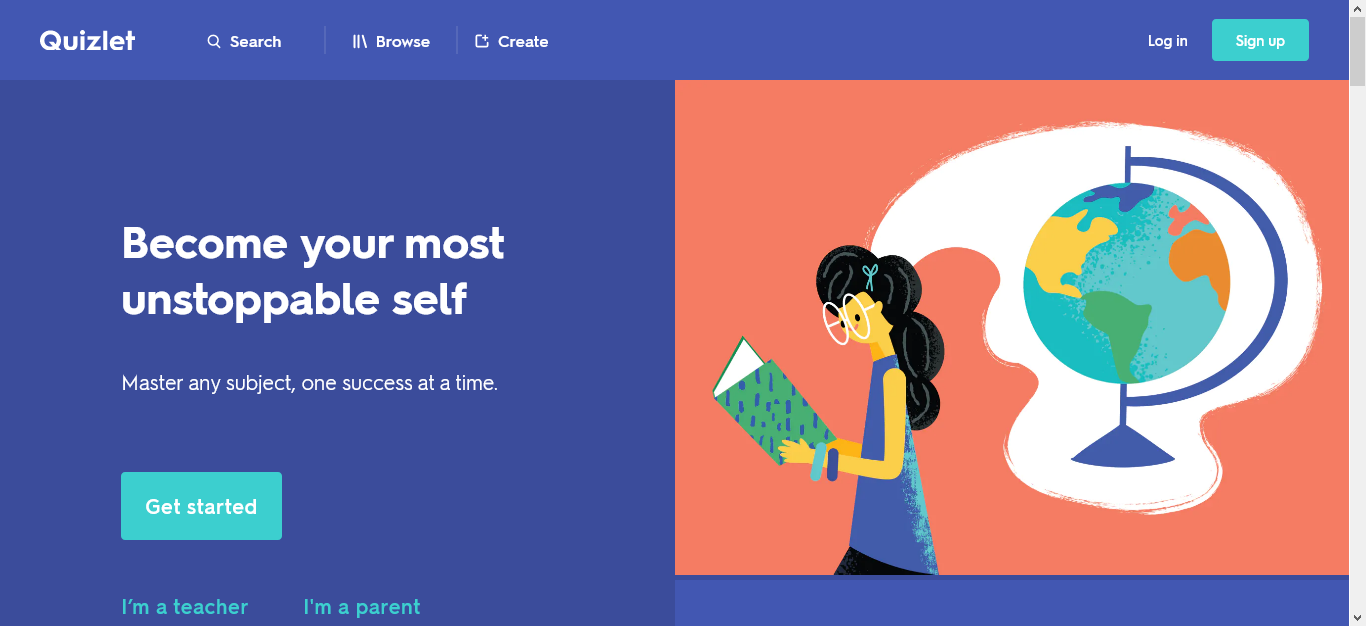 Quizlet
Search
Browse
Create
Log in
Sign up
Become your most
unstoppable self
Master any subject, one success at a time.
Get started
I’m a teacher
I'm a parent